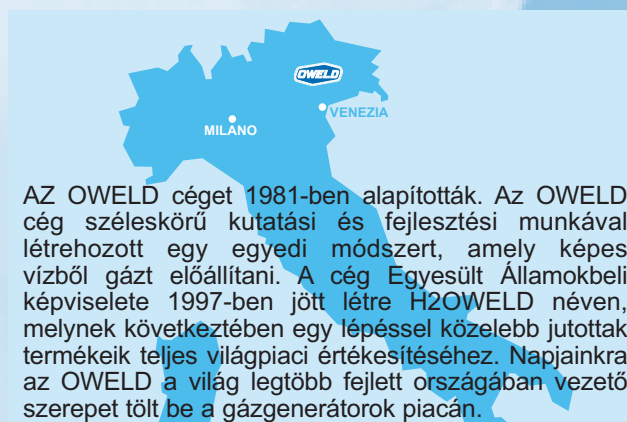 OWELD
VENEZIA
MILANO
AZ OWELD céget 1981-ben alapították. Az OWELD
cég széleskörű kutatási és fejlesztési munkával
létrehozott egy egyedi módszert, amely képes
vízből gázt előállítani. A cég Egyesült Államokbeli
képviselete 1997-ben jött létre H2OWELD néven,
melynek következtében egy lépéssel közelebb jutottak
termékeik teljes világpiaci értékesítéséhez. Napjainkra
az OWELD a világ legtöbb fejlett országában vezető
szerepet tölt be a gázgenerátorok piacán.